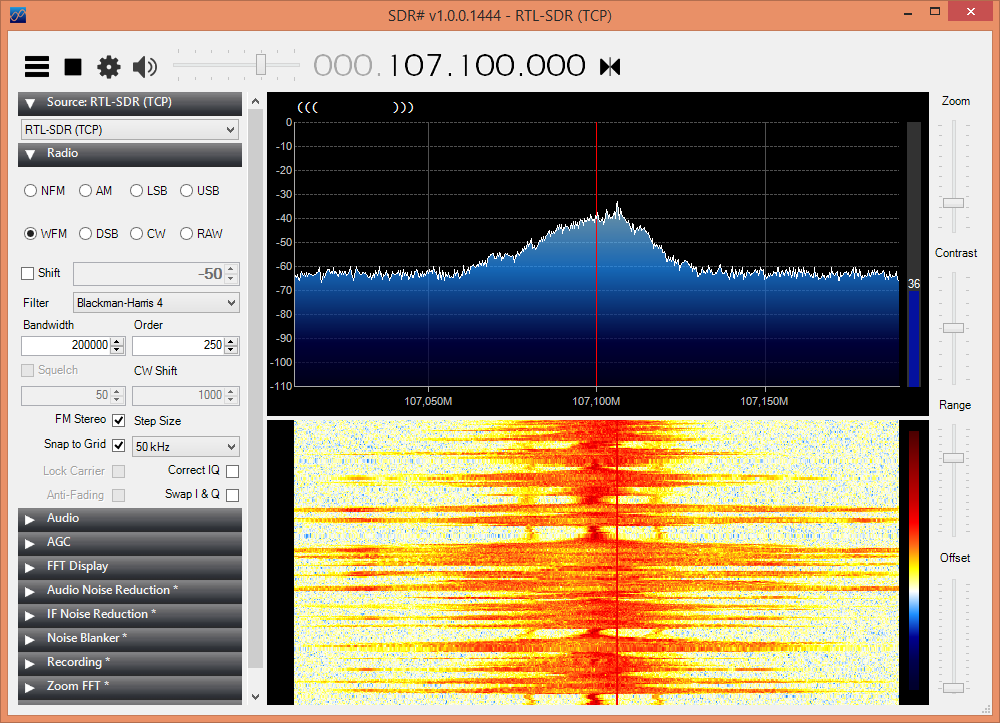 SDR# v1.0.0.1444 - RTL-SDR (TCP)
000.107.100.000
Source: RTL-SDR (TCP)
RTL-SDR (TCP)
Radio
NFM AM LSB USB
WFM DSB CW RAW
Shift -50
Filter Blackman-Harris 4
Bandwidth Order
200000 250
Squelch CW Shift
50 1000
FM Stereo Step Size
Snap to Grid 50 kHz
Lock Carrier Correct IQ
Anti-Fading Swap I & Q
Audio
AGC
FFT Display
Audio Noise Reduction *
IF Noise Reduction *
Noise Blanker *
Recording *
Zoom FFT *
((( )))
0
-10
-20
-30
-40
-50
-60
-70
-80
-90
-100
-110
107,050M 107,100M 107,150M
36
Zoom
Contrast
Range
Offset